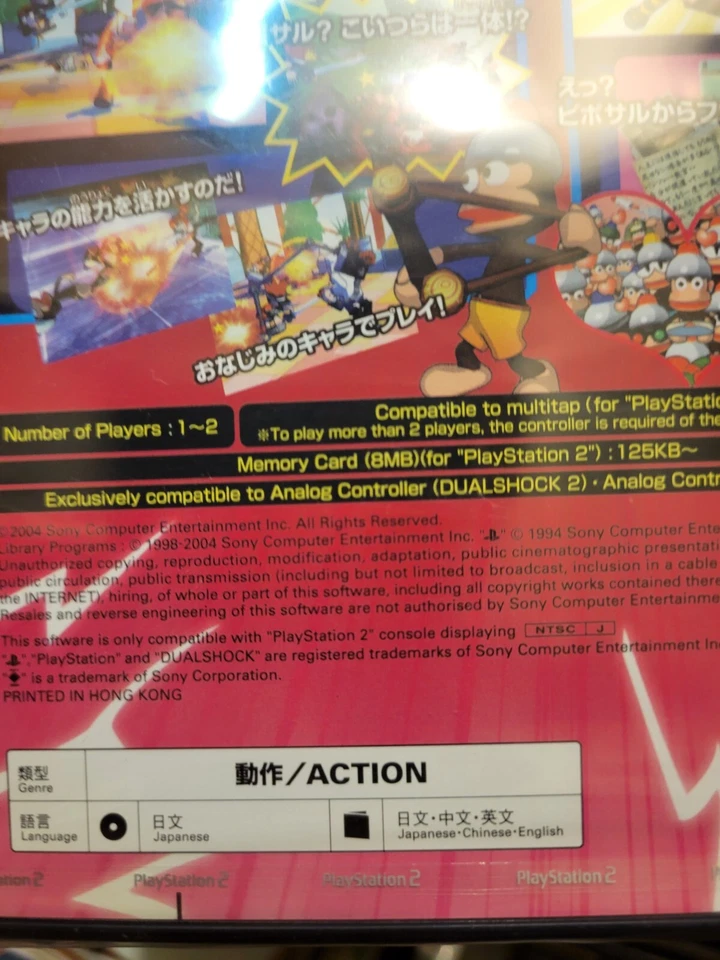 サル? こいつらは一体!?
えっ?
ピポサルからフ
キャラの能力を活かすのだ!
おなじみのキャラでプレイ!
Number of Players : 1～2
Compatible to multitap (for "PlayStatio
※To play more than 2 players, the controller is required of the
Memory Card (8MB)(for "PlayStation 2") : 125KB～
Exclusively compatible to Analog Controller (DUALSHOCK 2)・Analog Contr
© 2004 Sony Computer Entertainment Inc. All Rights Reserved.
Library Programs : © 1998-2004 Sony Computer Entertainment Inc. " " © 1994 Sony Computer Ente
Unauthorized copying, reproduction, modification, adaptation, public cinematographic presentati
public circulation, public transmission (including but not limited to broadcast, inclusion in a cable
the INTERNET), hiring, of whole or part of this software, including all copyright works contained there
Resales and reverse engineering of this software are not authorised by Sony Computer Entertainme
This software is only compatible with "PlayStation 2" console displaying NTSC J
" ","PlayStation" and "DUALSHOCK" are registered trademarks of Sony Computer Entertainment Inc
" " is a trademark of Sony Corporation.
PRINTED IN HONG KONG
類型
Genre
動作/ACTION
語言
Language
日文
Japanese
日文・中文・英文
Japanese・Chinese・English
ation 2 PlayStation 2 PlayStation 2 PlayStation 2